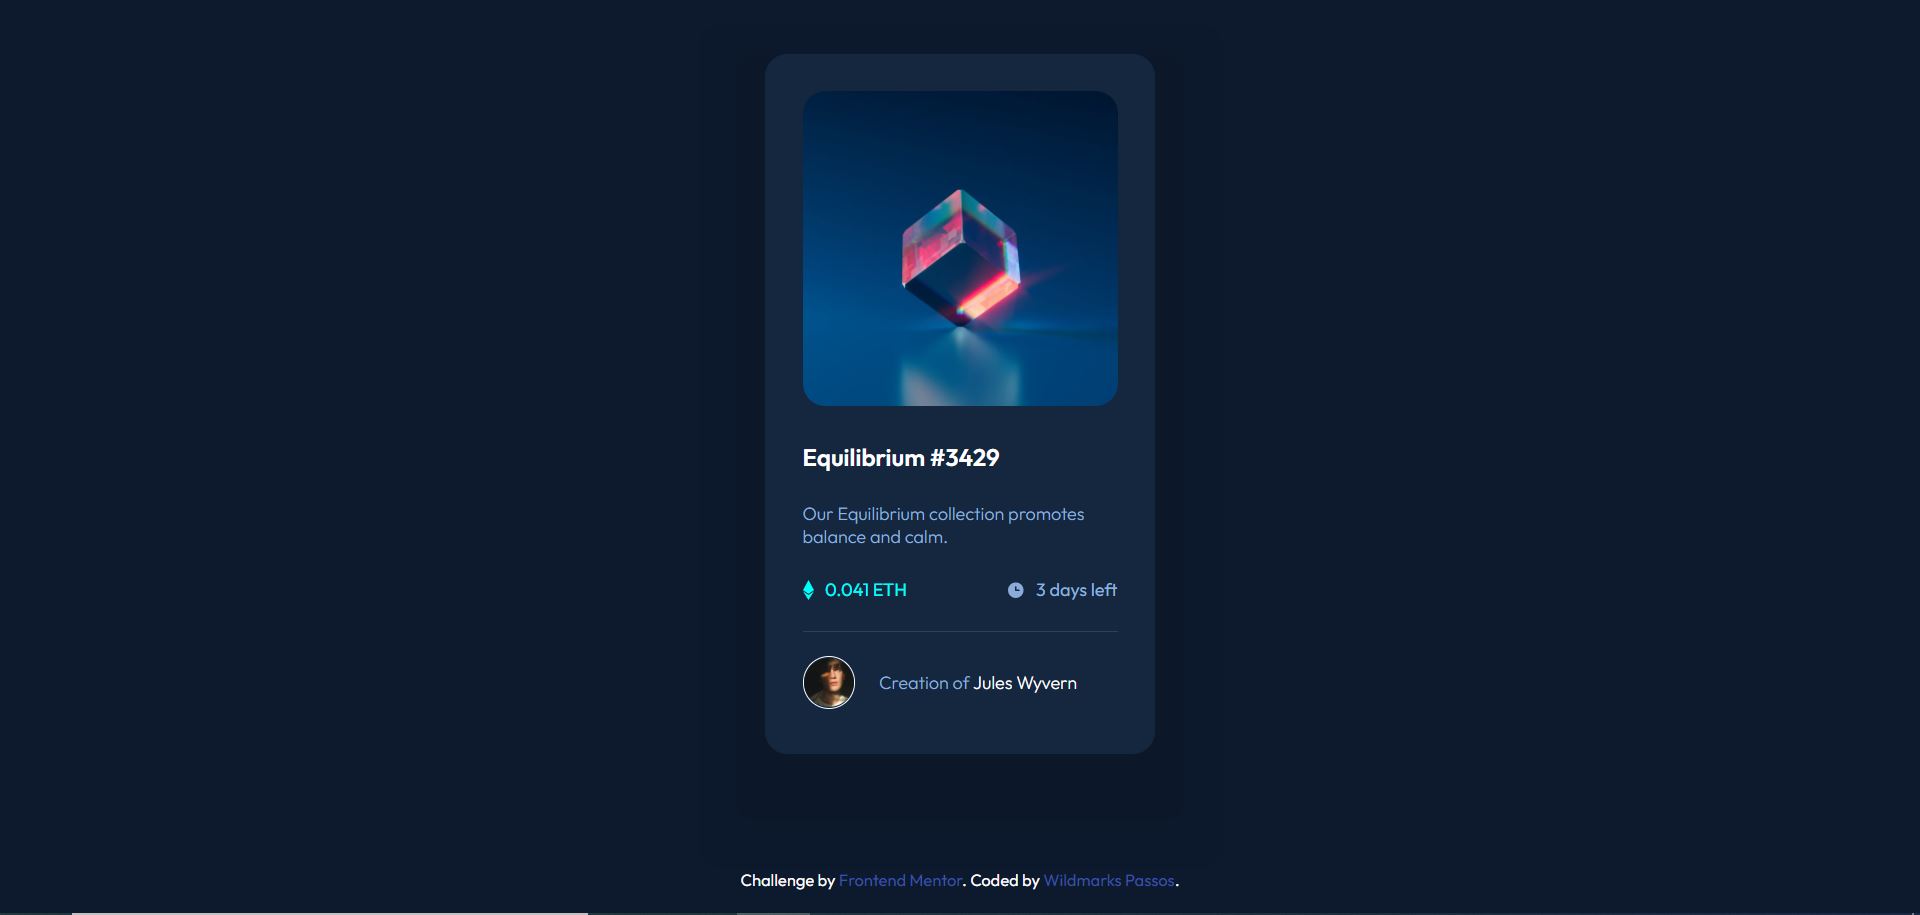 Equilibrium #3429
Our Equilibrium collection promotes
balance and calm.
0.041 ETH
3 days left
Creation of Jules Wyvern
Challenge by Frontend Mentor. Coded by Wildmarks Passos.